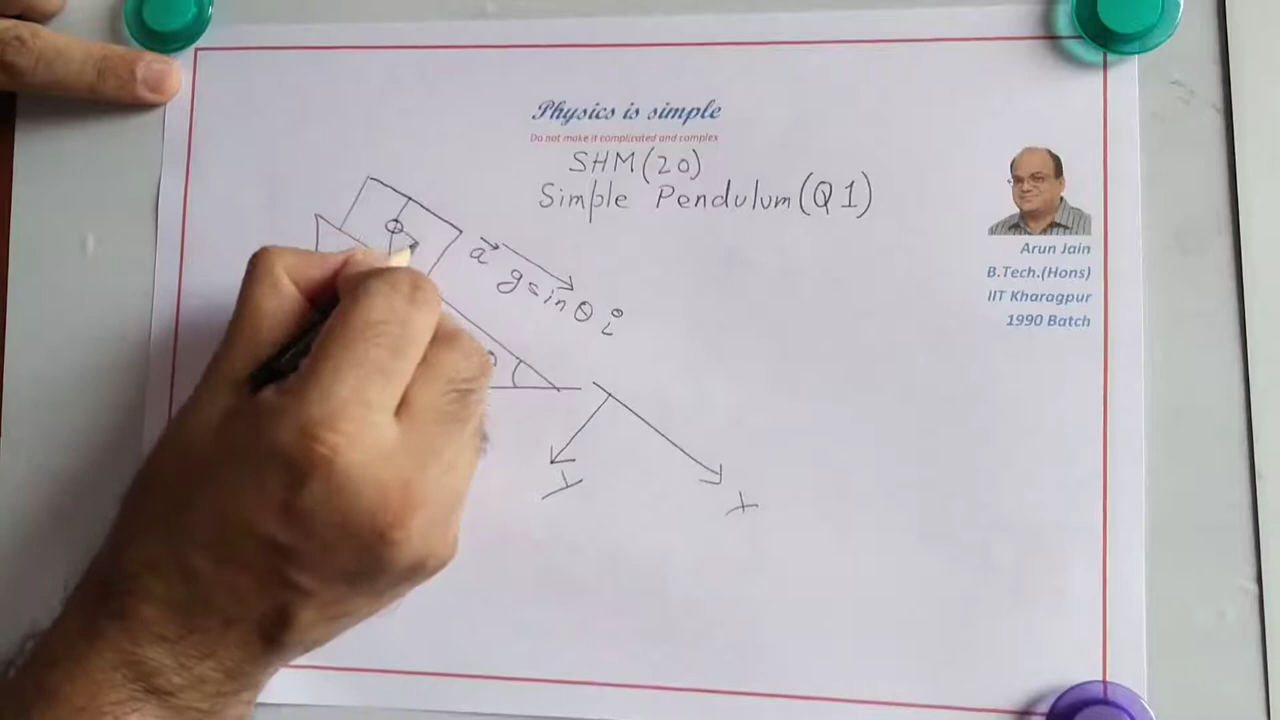 Physics is simple
Do not make it complicated and complex
SHM(20)
Simple Pendulum(Q1)
a
g sin θ i
y
x
Arun Jain
B.Tech.(Hons)
IIT Kharagpur
1990 Batch